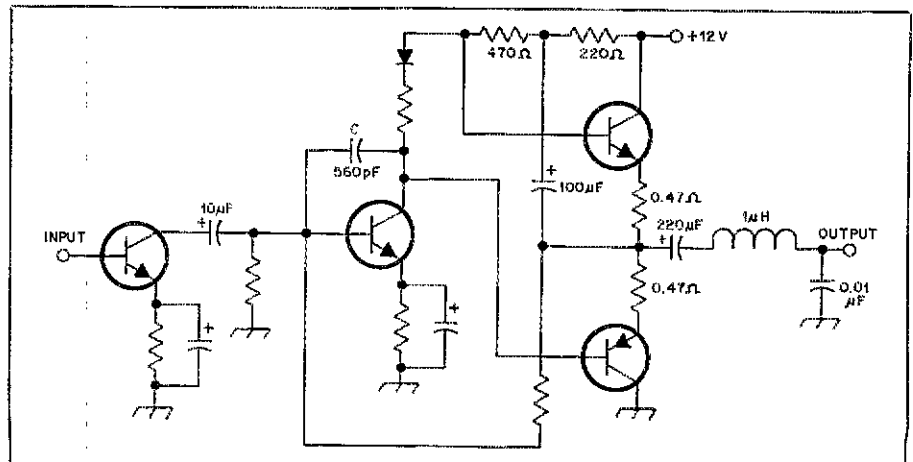 470Ω
220Ω
+12V
C
560pF
+
100µF
0.47Ω
10µF
+
220µF
+
1µH
INPUT
OUTPUT
0.47Ω
0.01
µF
+
+